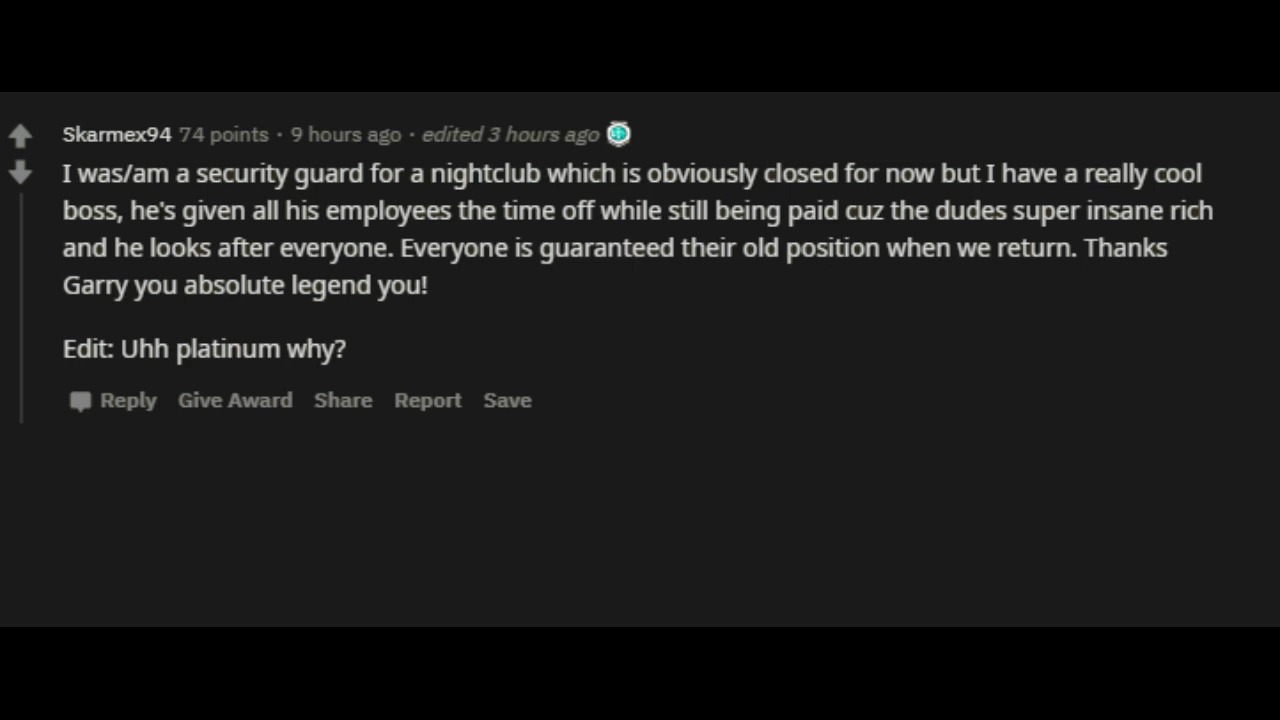 Skarmex94 74 points · 9 hours ago · edited 3 hours ago
I was/am a security guard for a nightclub which is obviously closed for now but I have a really cool
boss, he's given all his employees the time off while still being paid cuz the dudes super insane rich
and he looks after everyone. Everyone is guaranteed their old position when we return. Thanks
Garry you absolute legend you!
Edit: Uhh platinum why?
Reply Give Award Share Report Save